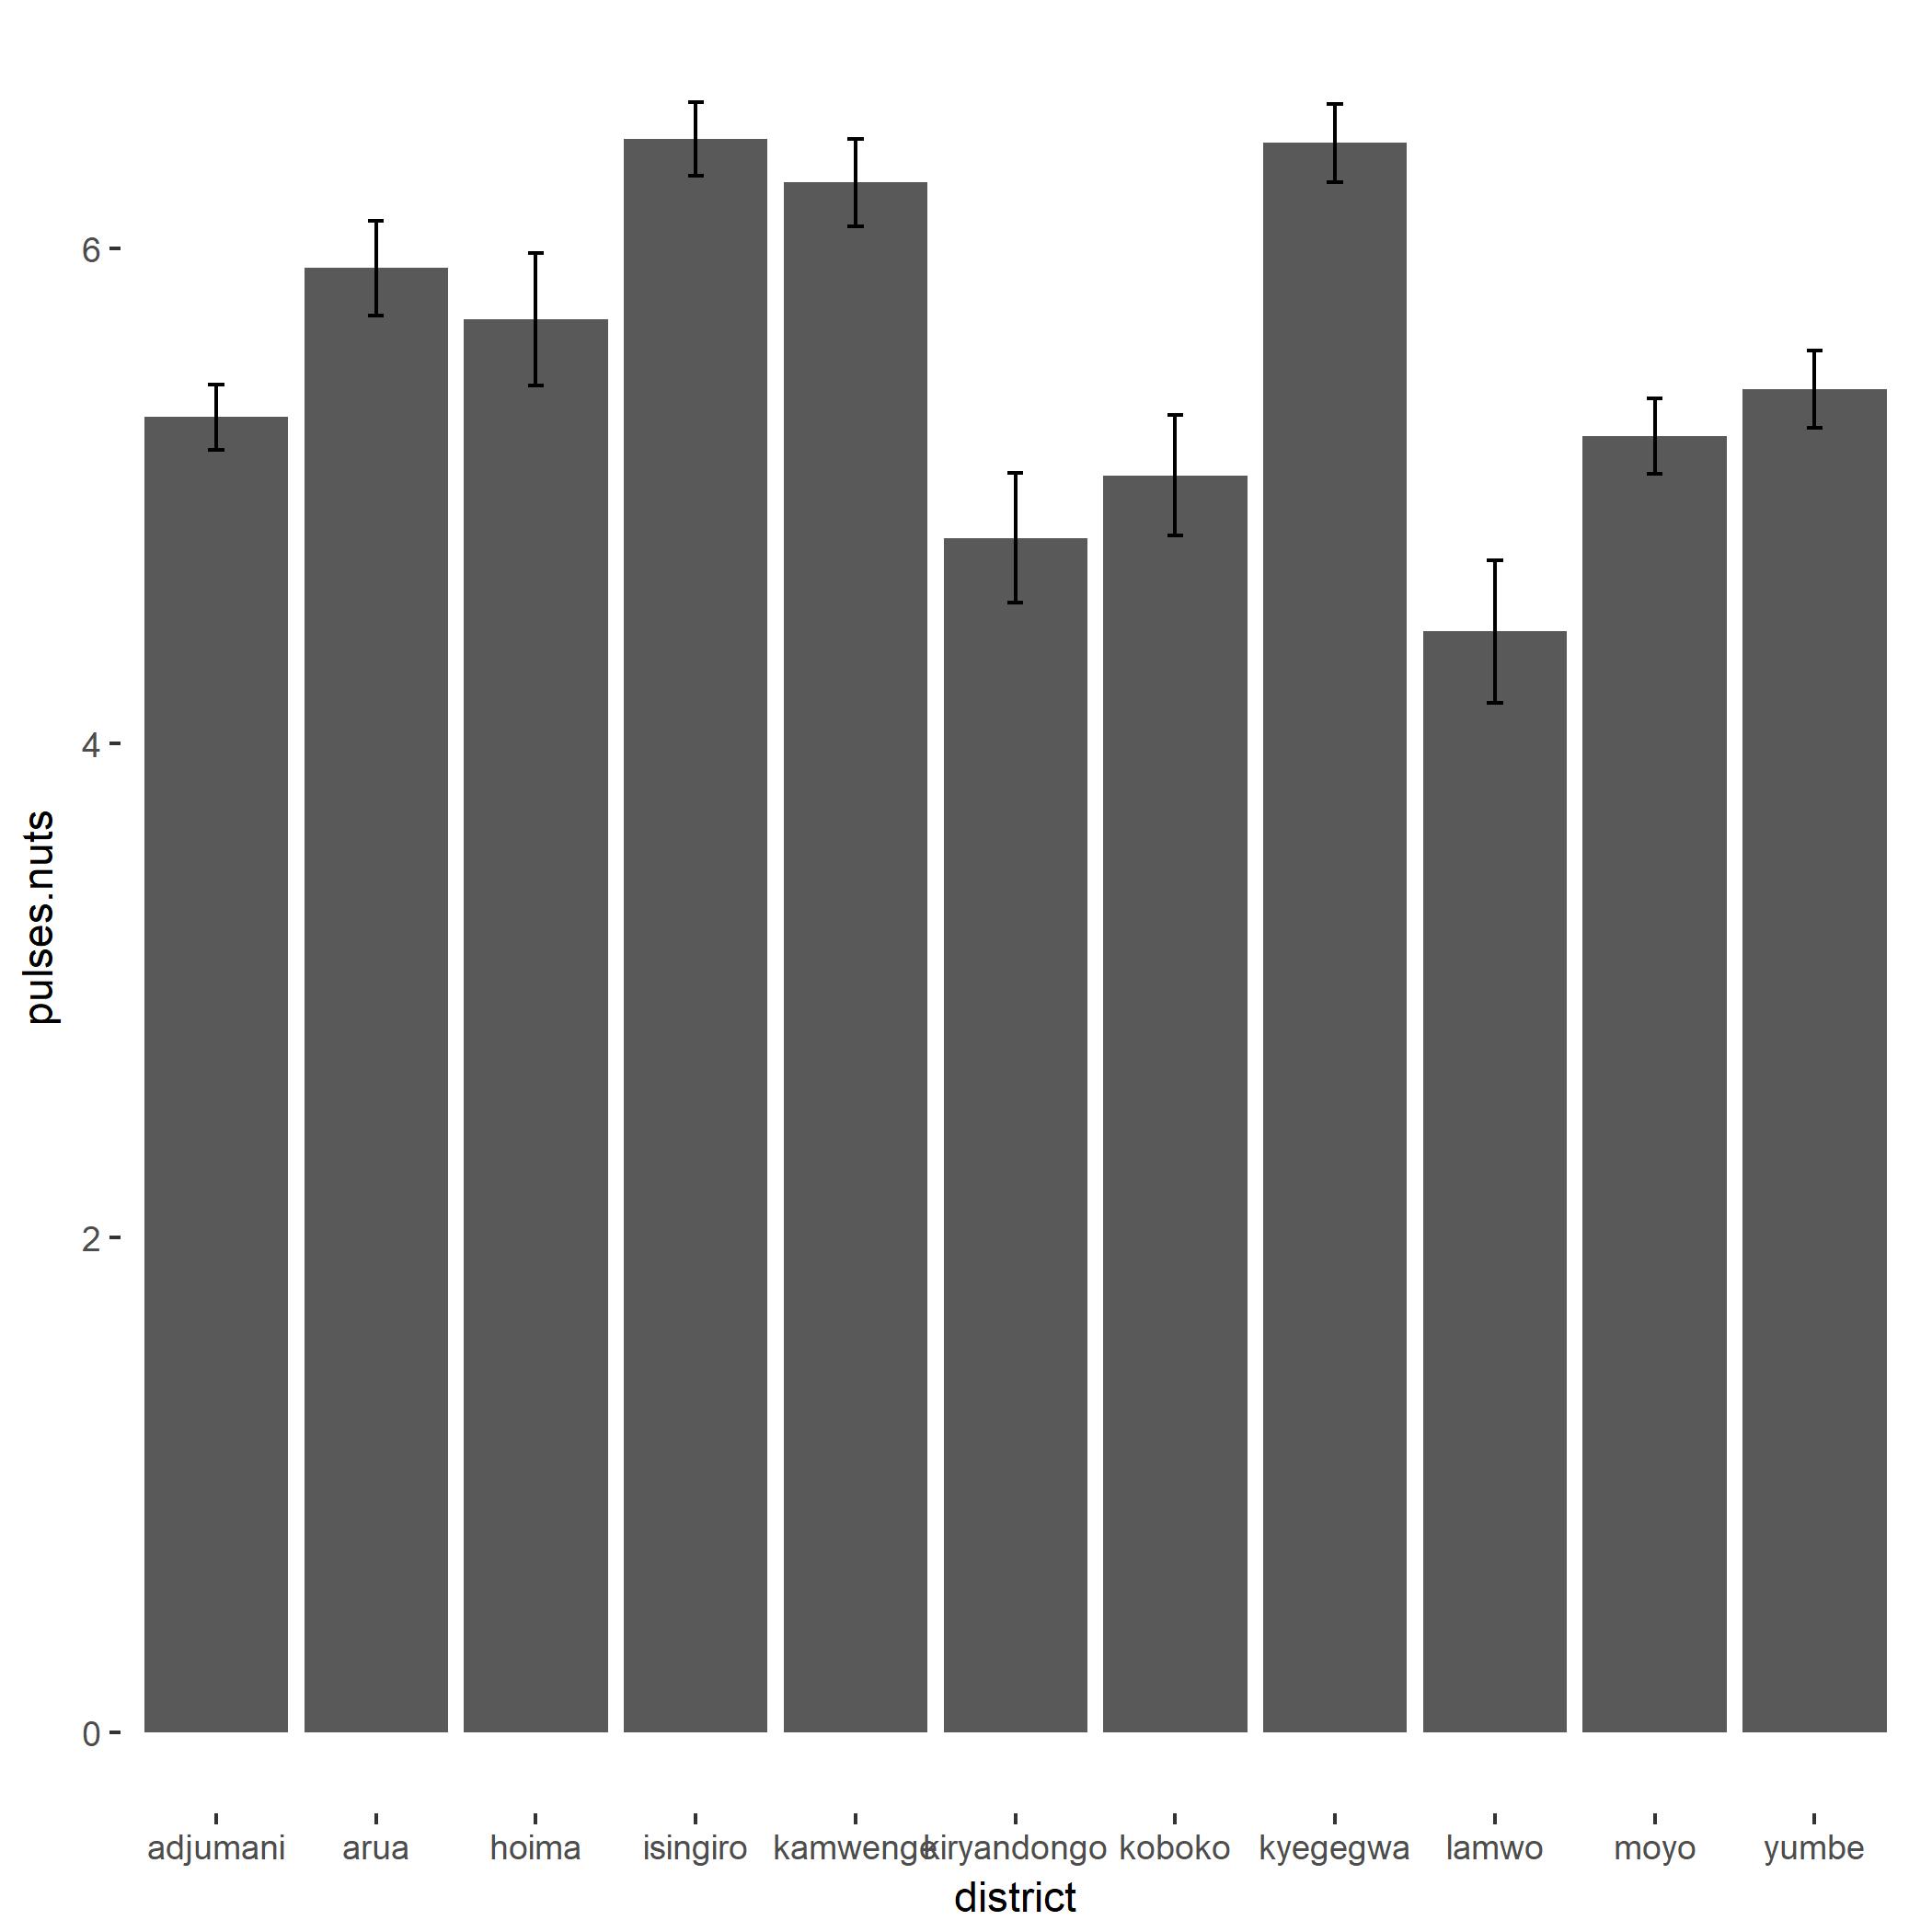 pulses.nuts
6
4
2
0
adjumani arua hoima isingiro kamwenge kiryandongo koboko kyegegwa lamwo moyo yumbe
district